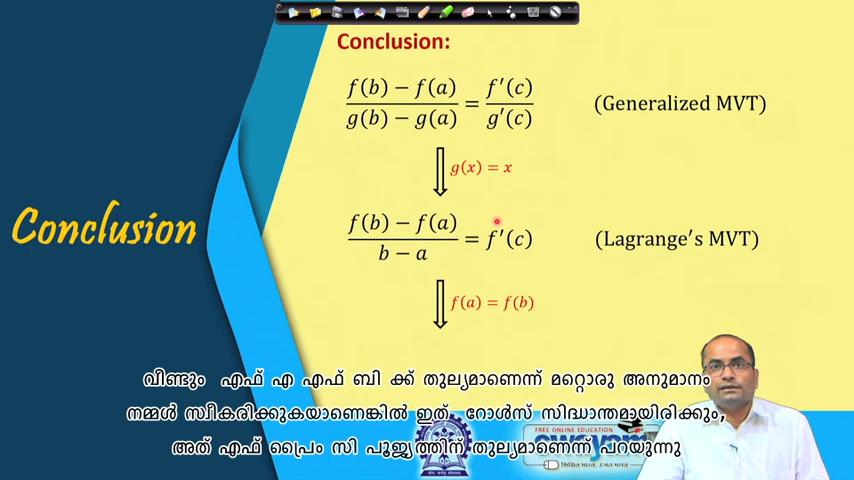 Conclusion:
f(b) − f(a) / g(b) − g(a) = f′(c) / g′(c) (Generalized MVT)
g(x) = x
Conclusion
f(b) − f(a) / b − a = f′(c) (Lagrange′s MVT)
f(a) = f(b)
വീണ്ടും എഫ് എ എഫ് ബി ക്ക് തുല്യമാണെന്ന് മറ്റൊരു അനുമാനം
നമ്മൾ സ്വീകരിക്കുകയാണെങ്കിൽ ഇത് റോൾസ് സിദ്ധാന്തമായിരിക്കും,
അത് എഫ് പ്രൈം സി പൂജ്യത്തിന് തുല്യമാണെന്ന് പറയുന്നു
FREE ONLINE EDUCATION
swayam